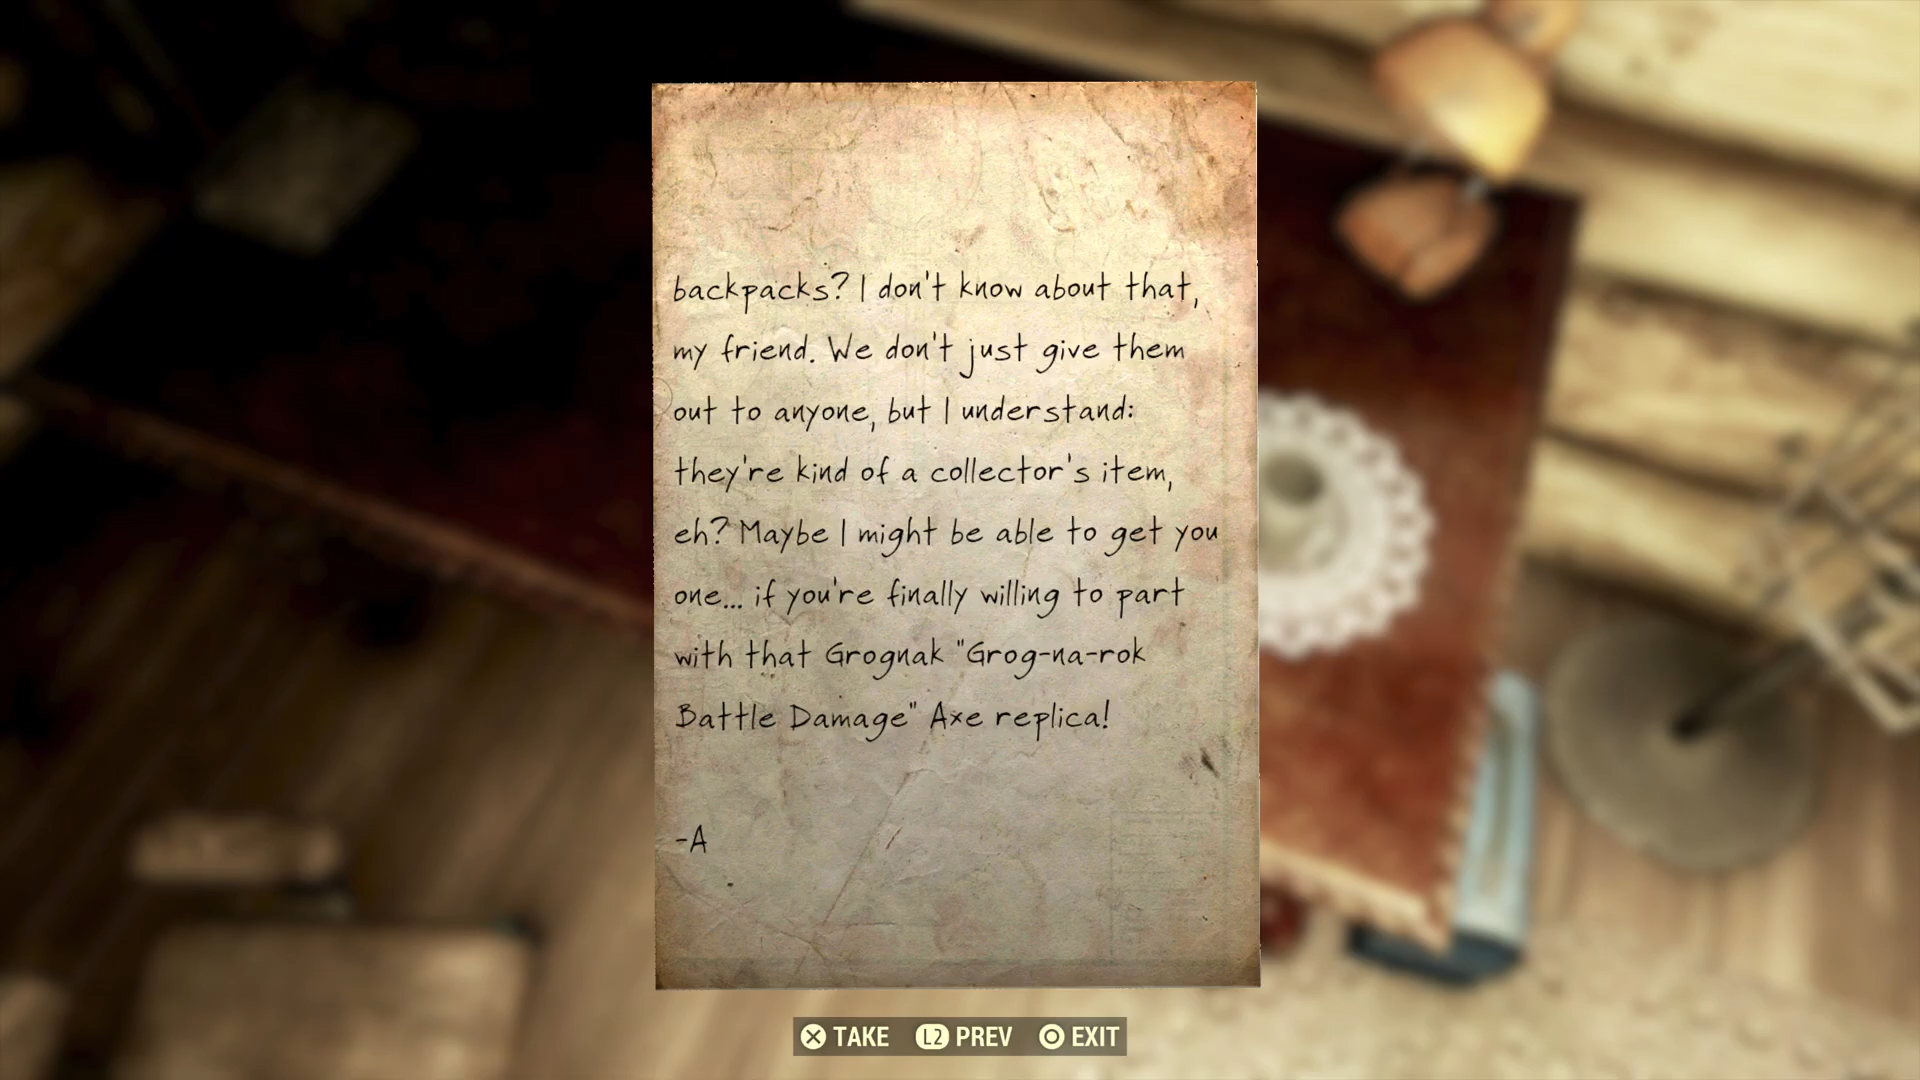 backpacks? I don't know about that,
my friend. We don't just give them
out to anyone, but I understand:
they're kind of a collector's item,
eh? Maybe I might be able to get you
one... if you're finally willing to part
with that Grognak "Grog-na-rok
Battle Damage" Axe replica!
-A
TAKE L2 PREV EXIT